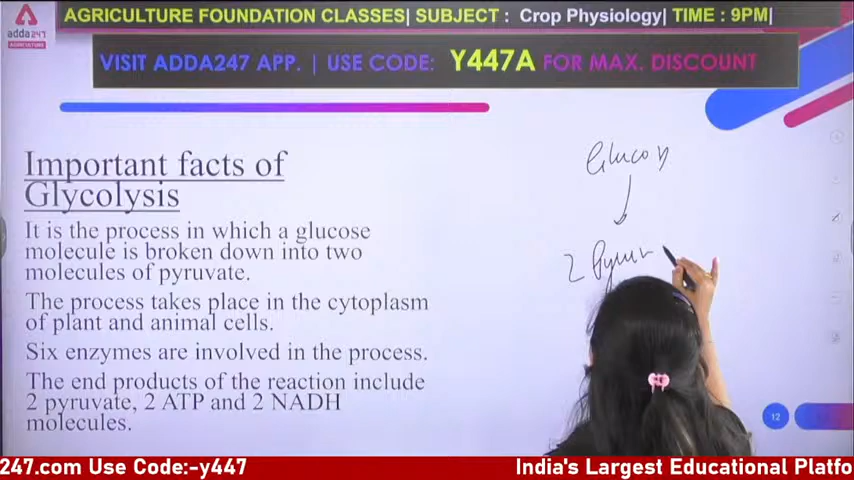 AGRICULTURE FOUNDATION CLASSES| SUBJECT : Crop Physiology| TIME : 9PM|
adda247
AGRICULTURE
VISIT ADDA247 APP. | USE CODE: Y447A FOR MAX. DISCOUNT
Important facts of
Glycolysis
It is the process in which a glucose
molecule is broken down into two
molecules of pyruvate.
The process takes place in the cytoplasm
of plant and animal cells.
Six enzymes are involved in the process.
The end products of the reaction include
2 pyruvate, 2 ATP and 2 NADH
molecules.
2
12
247.com Use Code:-y447
India's Largest Educational Platfo